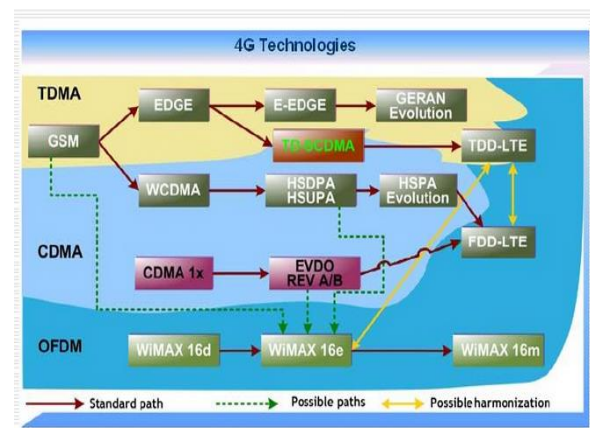 4G Technologies
TDMA
EDGE
E-EDGE
GERAN
Evolution
GSM
TD-SCDMA
TDD-LTE
WCDMA
HSDPA
HSUPA
HSPA
Evolution
FDD-LTE
CDMA
CDMA 1x
EVDO
REV A/B
OFDM
WiMAX 16d
WiMAX 16e
WiMAX 16m
Standard path
Possible paths
Possible harmonization